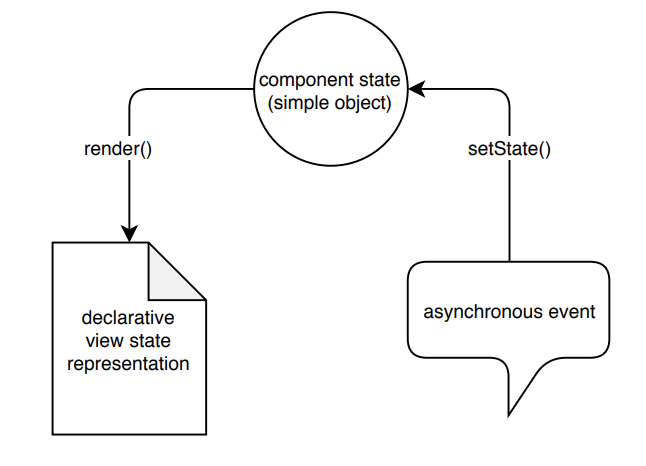 component state
(simple object)
render()
setState()
declarative
view state
representation
asynchronous event